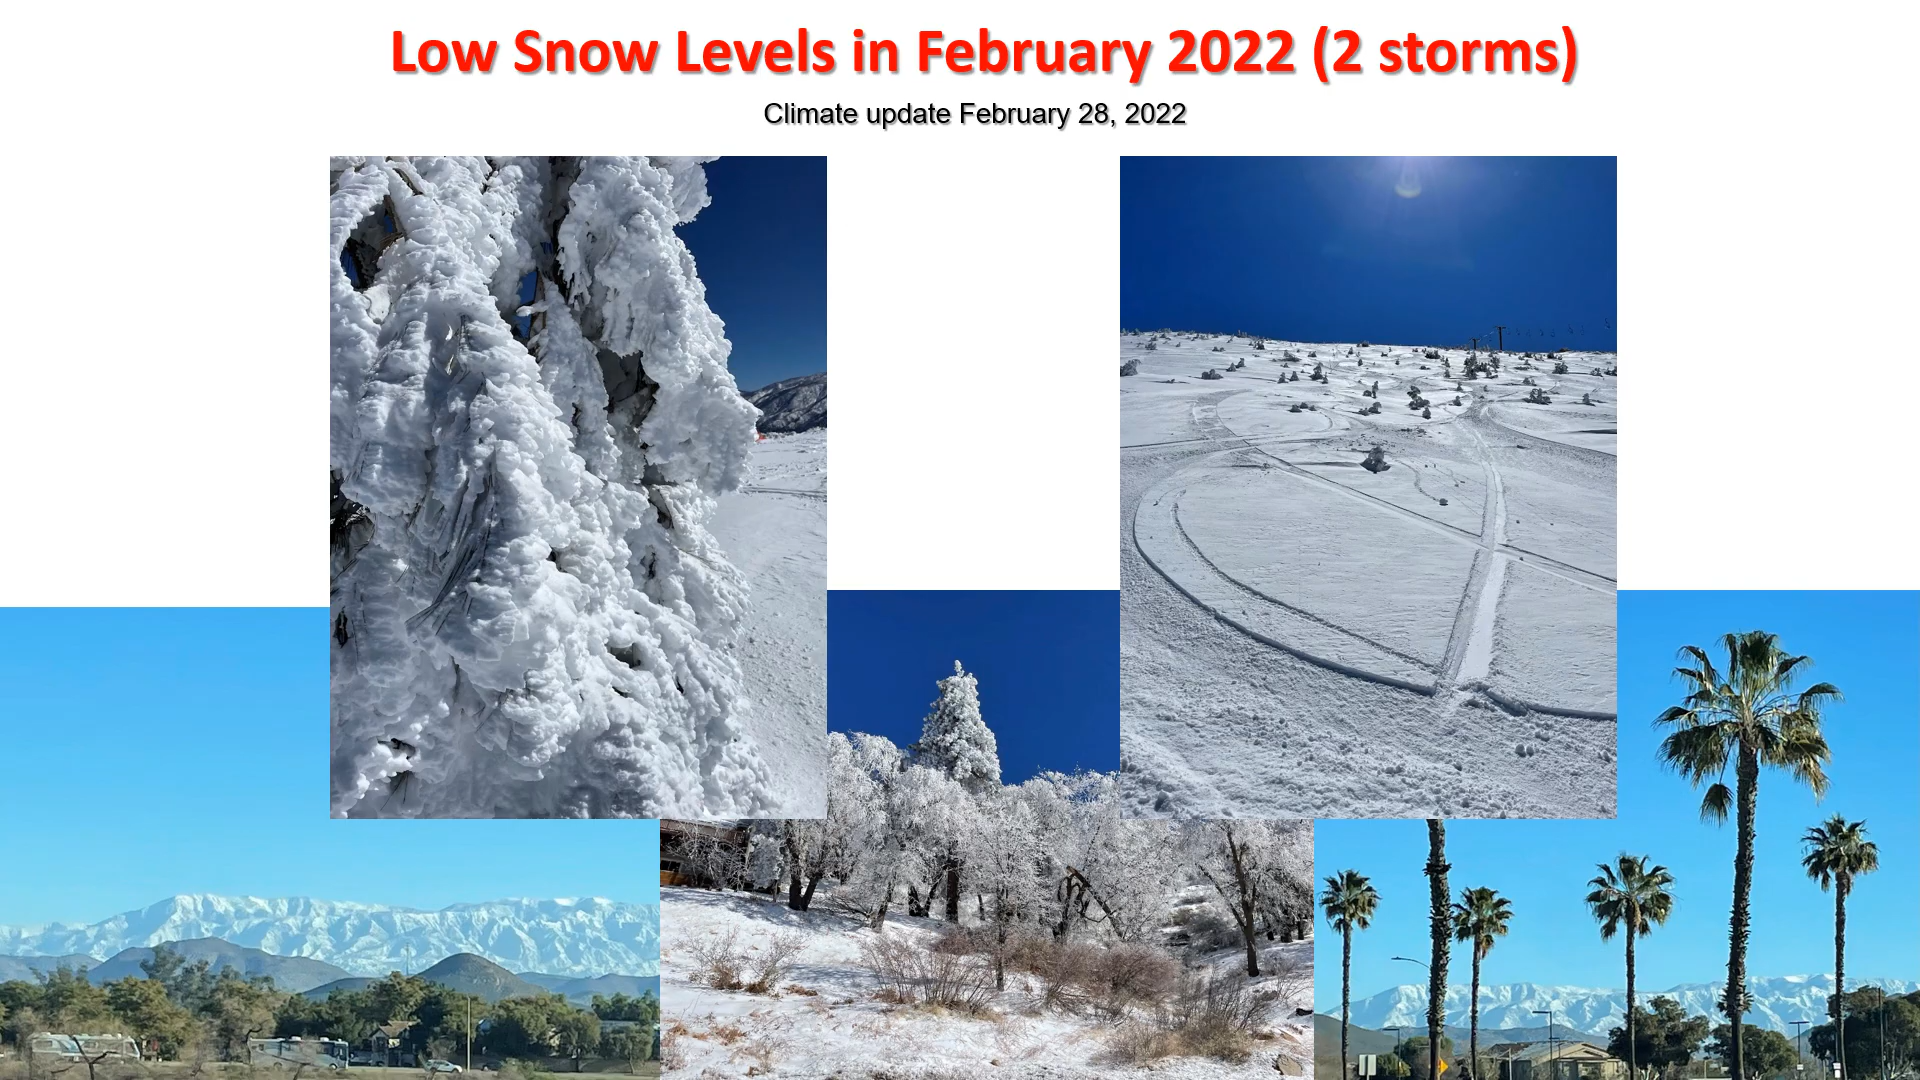 Low Snow Levels in February 2022 (2 storms)
Climate update February 28, 2022